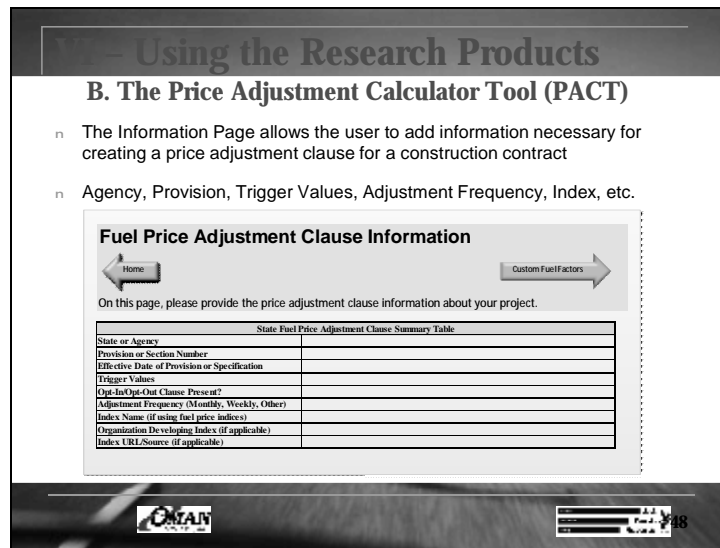 VI – Using the Research Products
B. The Price Adjustment Calculator Tool (PACT)
n The Information Page allows the user to add information necessary for
creating a price adjustment clause for a construction contract
n Agency, Provision, Trigger Values, Adjustment Frequency, Index, etc.
Fuel Price Adjustment Clause Information
Home
Custom Fuel Factors
On this page, please provide the price adjustment clause information about your project.
State Fuel Price Adjustment Clause Summary Table
State or Agency
Provision or Section Number
Effective Date of Provision or Specification
Trigger Values
Opt-In/Opt-Out Clause Present?
Adjustment Frequency (Monthly, Weekly, Other)
Index Name (if using fuel price indices)
Organization Developing Index (if applicable)
Index URL/Source (if applicable)
OMAN
48